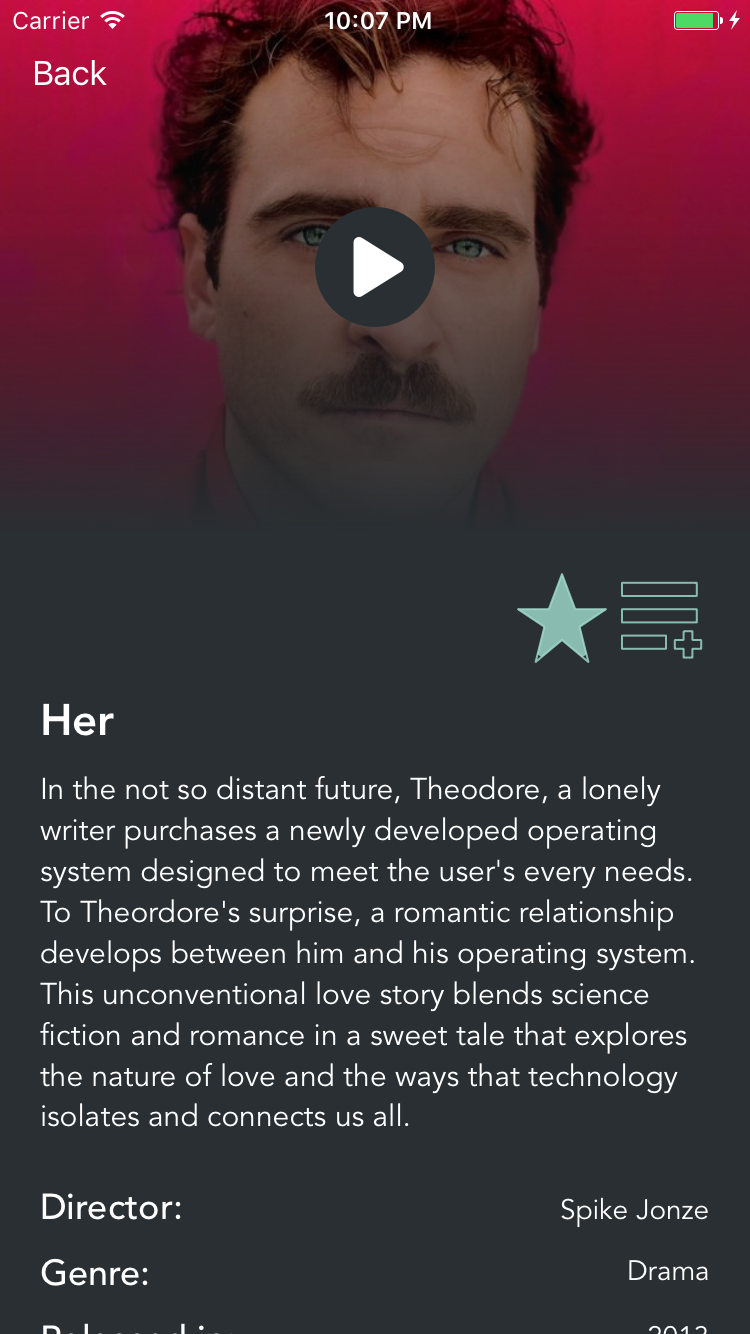 Carrier 10:07 PM
Back
Her
In the not so distant future, Theodore, a lonely
writer purchases a newly developed operating
system designed to meet the user's every needs.
To Theordore's surprise, a romantic relationship
develops between him and his operating system.
This unconventional love story blends science
fiction and romance in a sweet tale that explores
the nature of love and the ways that technology
isolates and connects us all.
Director: Spike Jonze
Genre: Drama
Released in: 2013